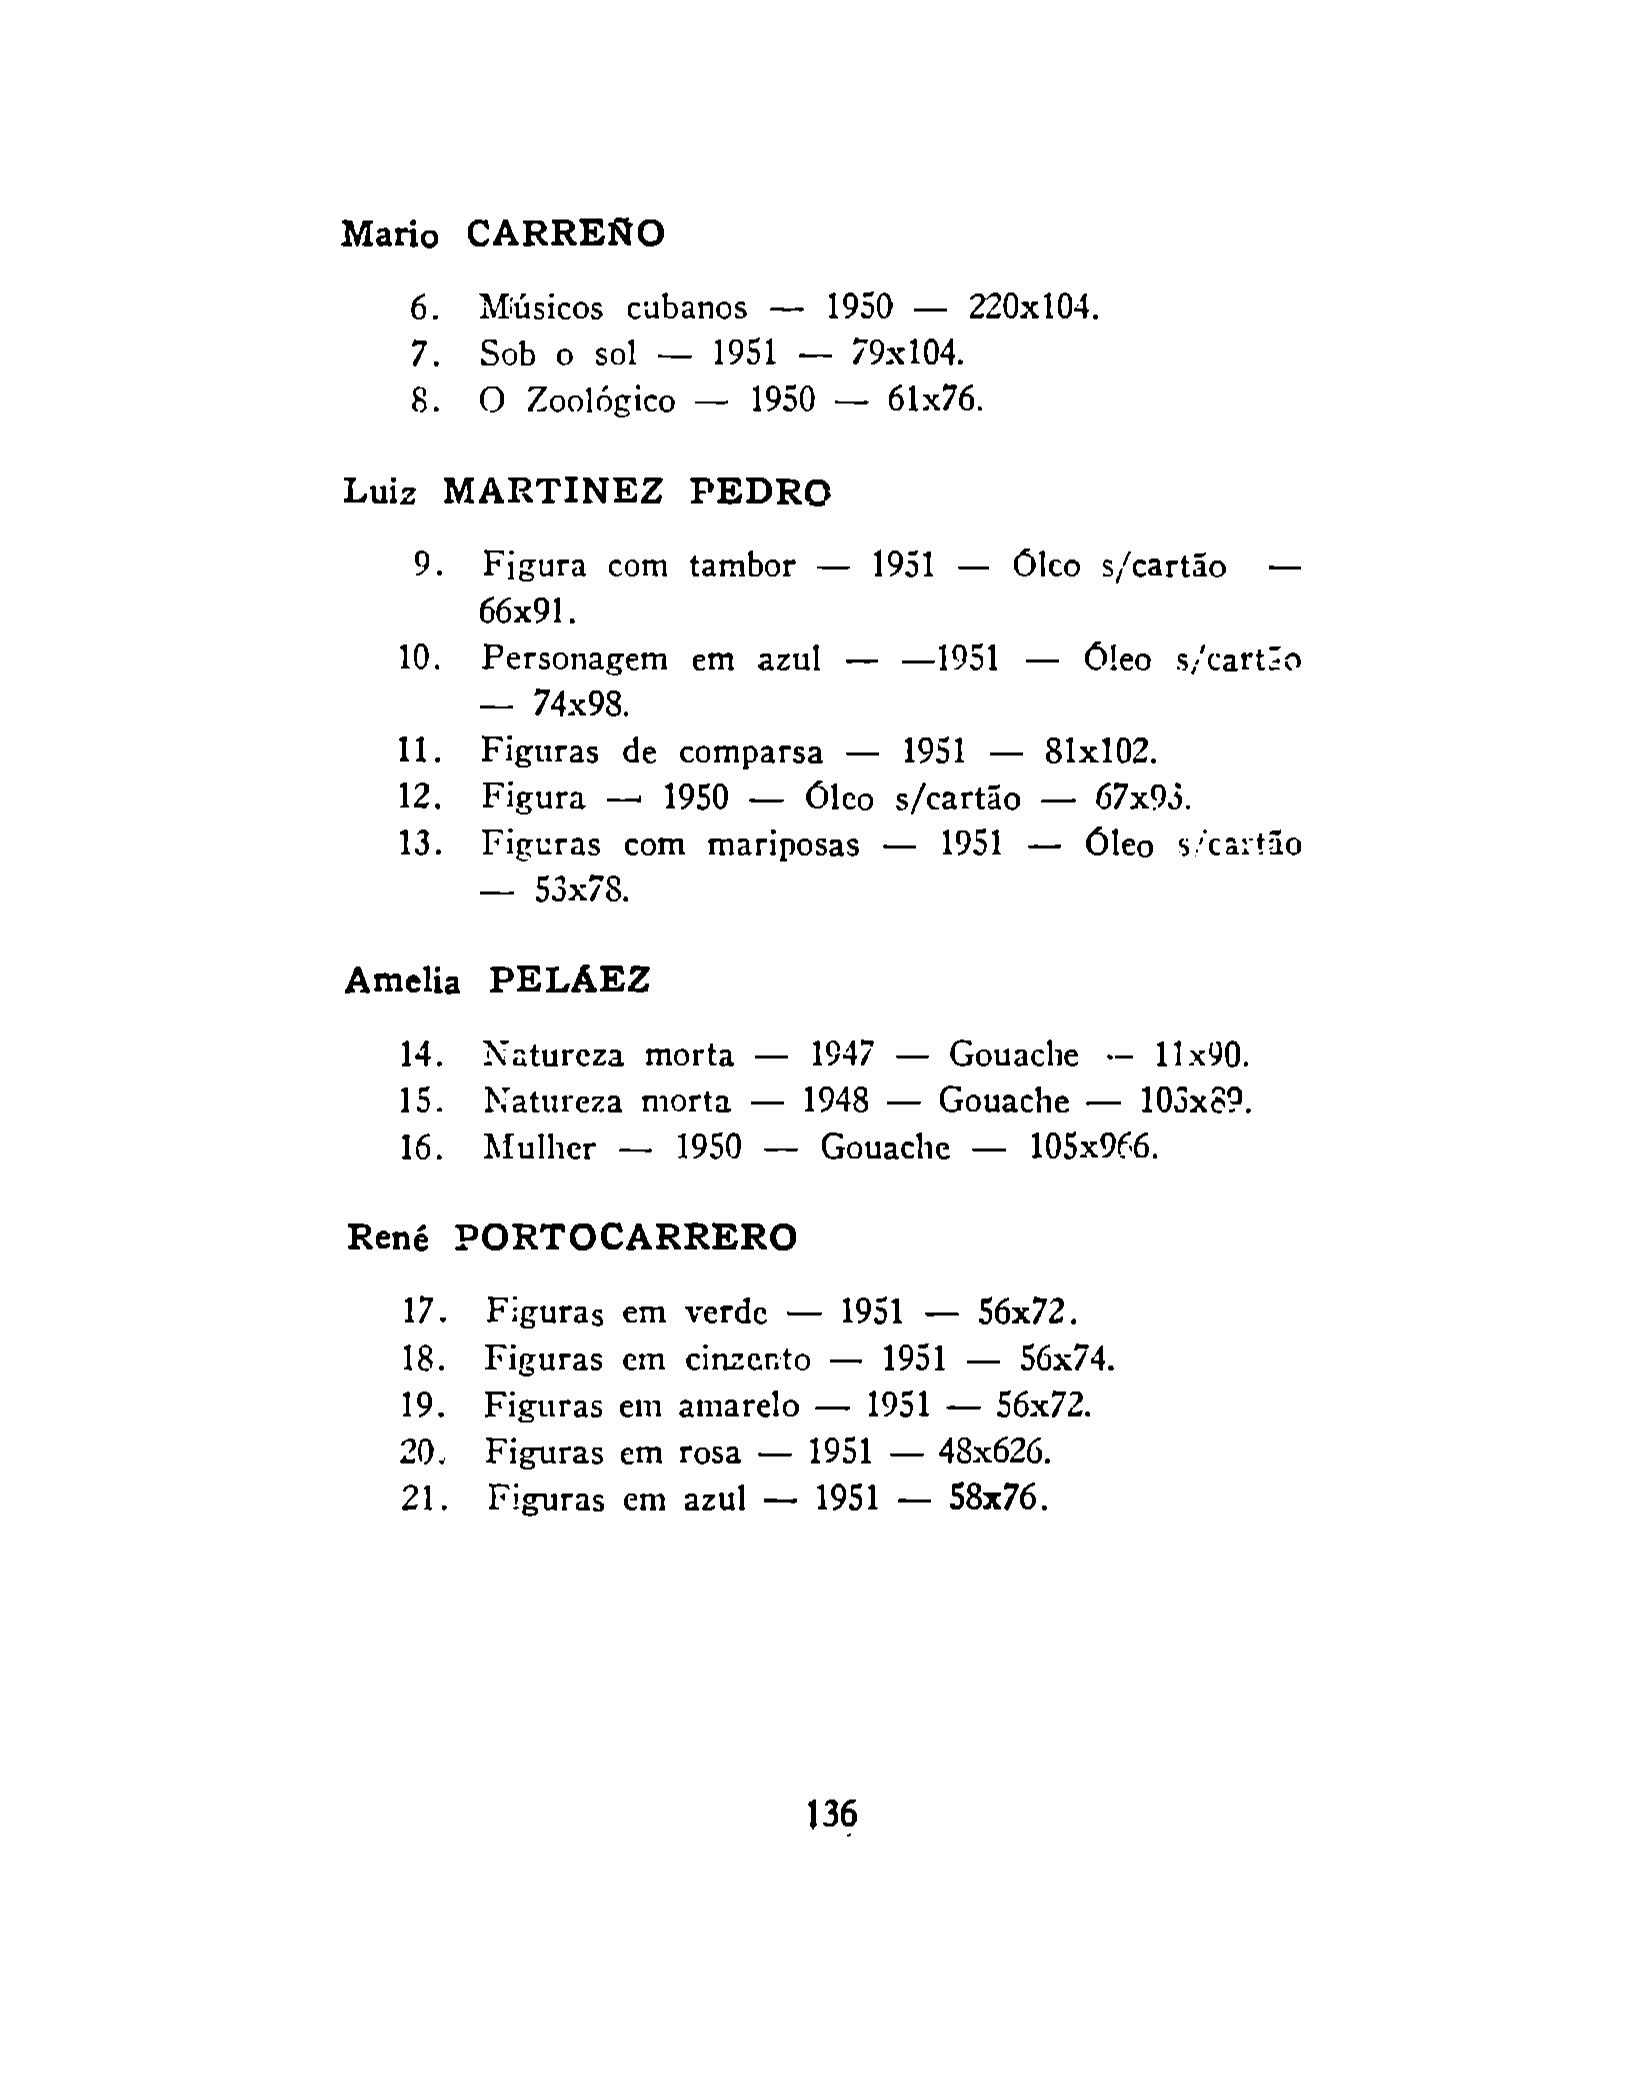 Mario CARREÑO
6. Músicos cubanos — 1950 — 220x104.
7. Sob o sol — 1951 — 79x104.
8. O Zoológico — 1950 — 61x76.
Luiz MARTINEZ PEDRO
9. Figura com tambor — 1951 — Óleo s/cartão —
66x91.
10. Personagem em azul — —1951 — Óleo s/cartão
— 74x98.
11. Figuras de comparsa — 1951 — 81x102.
12. Figura — 1950 — Óleo s/cartão —
13. Figuras com mariposas — 1951 — Óleo s/cartão
— 53x78.
Amelia PELÁEZ
14. Natureza morta — 1947 — Gouache — 11x90.
15. Natureza morta — 1948 — Gouache —
16. Mulher — 1950 — Gouache — 105x966.
René PORTOCARRERO
17. Figuras em verde — 1951 — 56x72.
18. Figuras em cinzento — 1951 — 56x74.
19. Figuras em amarelo — 1951 — 56x72.
20. Figuras em rosa — 1951 — 48x626.
21. Figuras em azul — 1951 — 58x76.
136